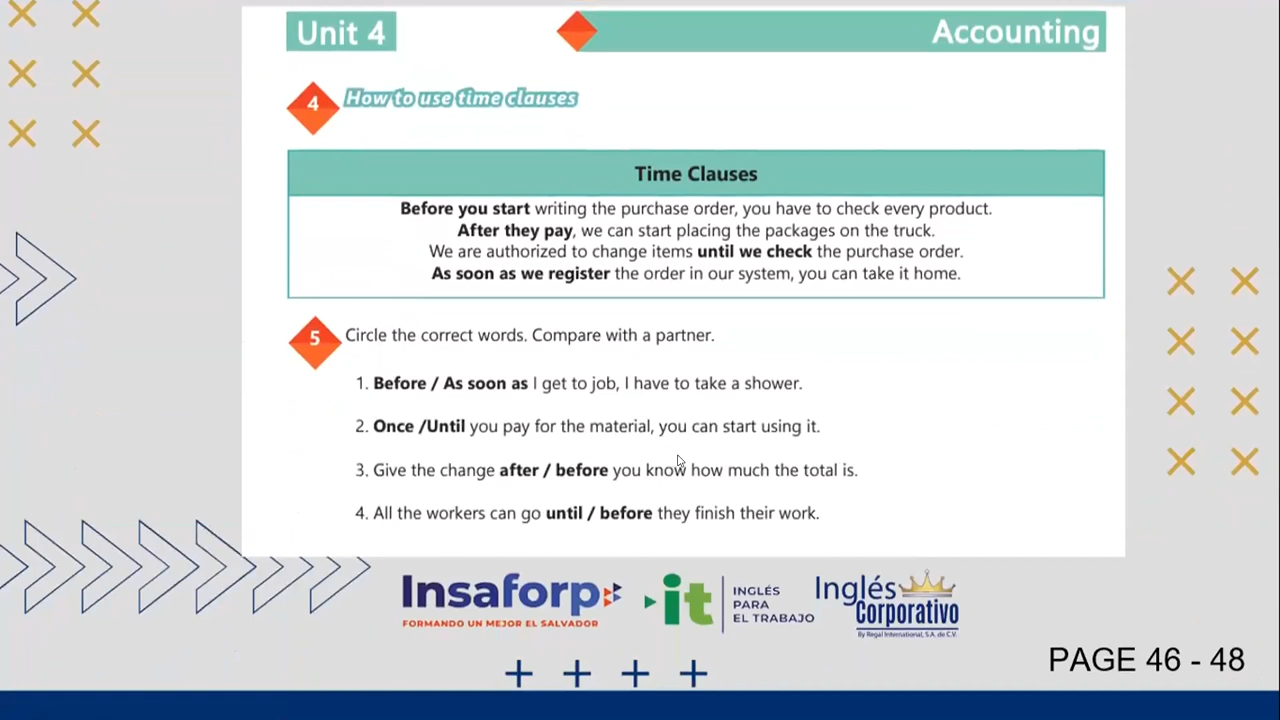 Unit 4
Accounting
4
How to use time clauses
Time Clauses
Before you start writing the purchase order, you have to check every product.
After they pay, we can start placing the packages on the truck.
We are authorized to change items until we check the purchase order.
As soon as we register the order in our system, you can take it home.
5
Circle the correct words. Compare with a partner.
1. Before / As soon as I get to job, I have to take a shower.
2. Once /Until you pay for the material, you can start using it.
3. Give the change after / before you know how much the total is.
4. All the workers can go until / before they finish their work.
Insaforp
FORMANDO UN MEJOR EL SALVADOR
it
INGLÉS
PARA
EL TRABAJO
Inglés
Corporativo
By Regal International, S.A. de C.V.
PAGE 46 - 48